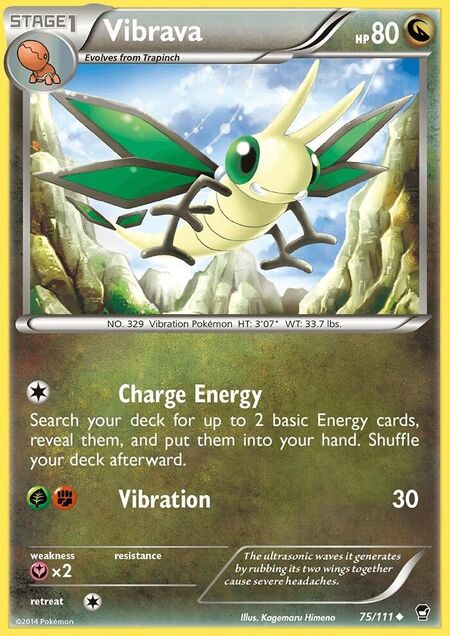 STAGE1
Vibrava
HP80
Evolves from Trapinch
NO. 329 Vibration Pokémon HT: 3'07" WT: 33.7 lbs.
Charge Energy
Search your deck for up to 2 basic Energy cards,
reveal them, and put them into your hand. Shuffle
your deck afterward.
Vibration 30
weakness resistance
×2
The ultrasonic waves it generates
by rubbing its two wings together
cause severe headaches.
retreat
Illus. Kagemaru Himeno 75/111
©2014 Pokémon